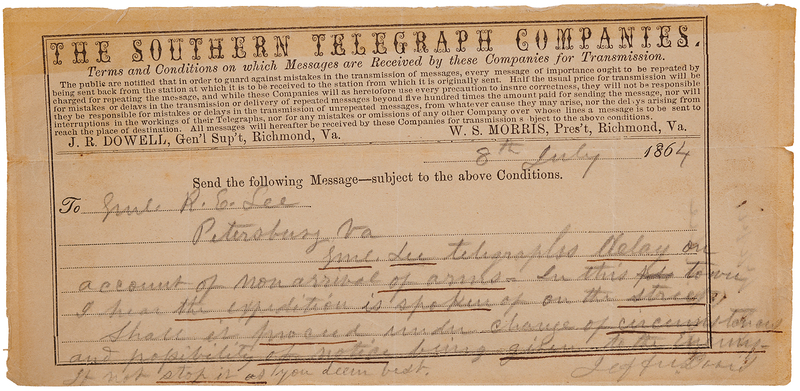 THE SOUTHERN TELEGRAPH COMPANIES.
Terms and Conditions on which Messages are Received by these Companies for Transmission.
The public are notified that in order to guard against mistakes in the tranmission of messages, every message of importance ought to be repeated by
being sent back from the station at which it is to be received to the station from which it is originally sent. Half the usual price for transmission will be
charged for repeating the message, and while these Companies will as heretofore use every precaution to insure correctness, they will not be responsible
for mistakes or delays in the transmission or delivery of repeated messages beyond five hundred times the amount paid for sending the message, nor will
they be responsible for mistakes or delays in the transmission of unrepeated messages, from whatever cause they may arise, nor the delays arising from
interruptions in the workings of their Telegraphs, nor for any mistakes or omissions of any other Company over whose lines a message is to be sent to
reach the place of destination. All messages will hereafter be received by these Companies for transmission subject to the above conditions.
J. R. DOWELL, Gen'l Sup't, Richmond, Va. W. S. MORRIS, Pres't, Richmond, Va.
8th July 1864
Send the following Message—subject to the above Conditions.
To Genl. R. E. Lee
Petersburg Va
Genl. Lee telegraphs delay on
account of nonarrival of arms - In this town
I hear the expedition is spoken of on the streets
Shall it proceed under change of circumstances
and possibility of notice being given to the enemy-
If not stop it as you deem best.
Jeffn Davis